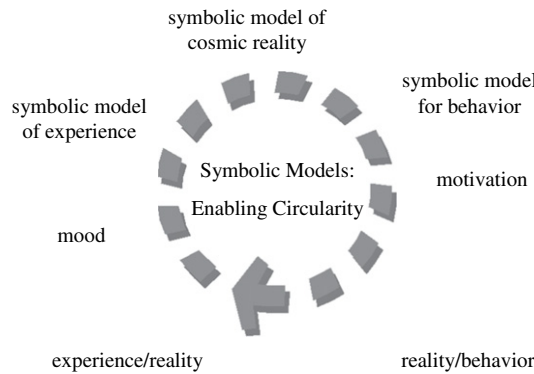 symbolic model of
cosmic reality
symbolic model
for behavior
symbolic model
of experience
Symbolic Models:
Enabling Circularity
motivation
mood
experience/reality
reality/behavior